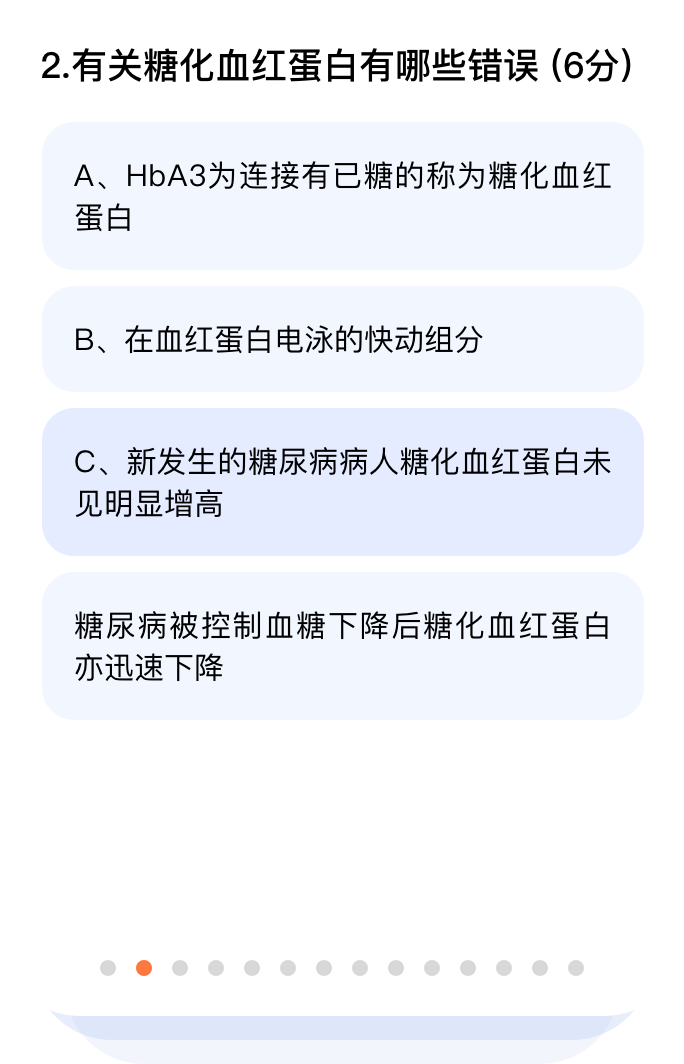 2.有关糖化血红蛋白有哪些错误 (6分)
A、HbA3为连接有已糖的称为糖化血红
蛋白
B、在血红蛋白电泳的快动组分
C、新发生的糖尿病病人糖化血红蛋白未
见明显增高
糖尿病被控制血糖下降后糖化血红蛋白
亦迅速下降